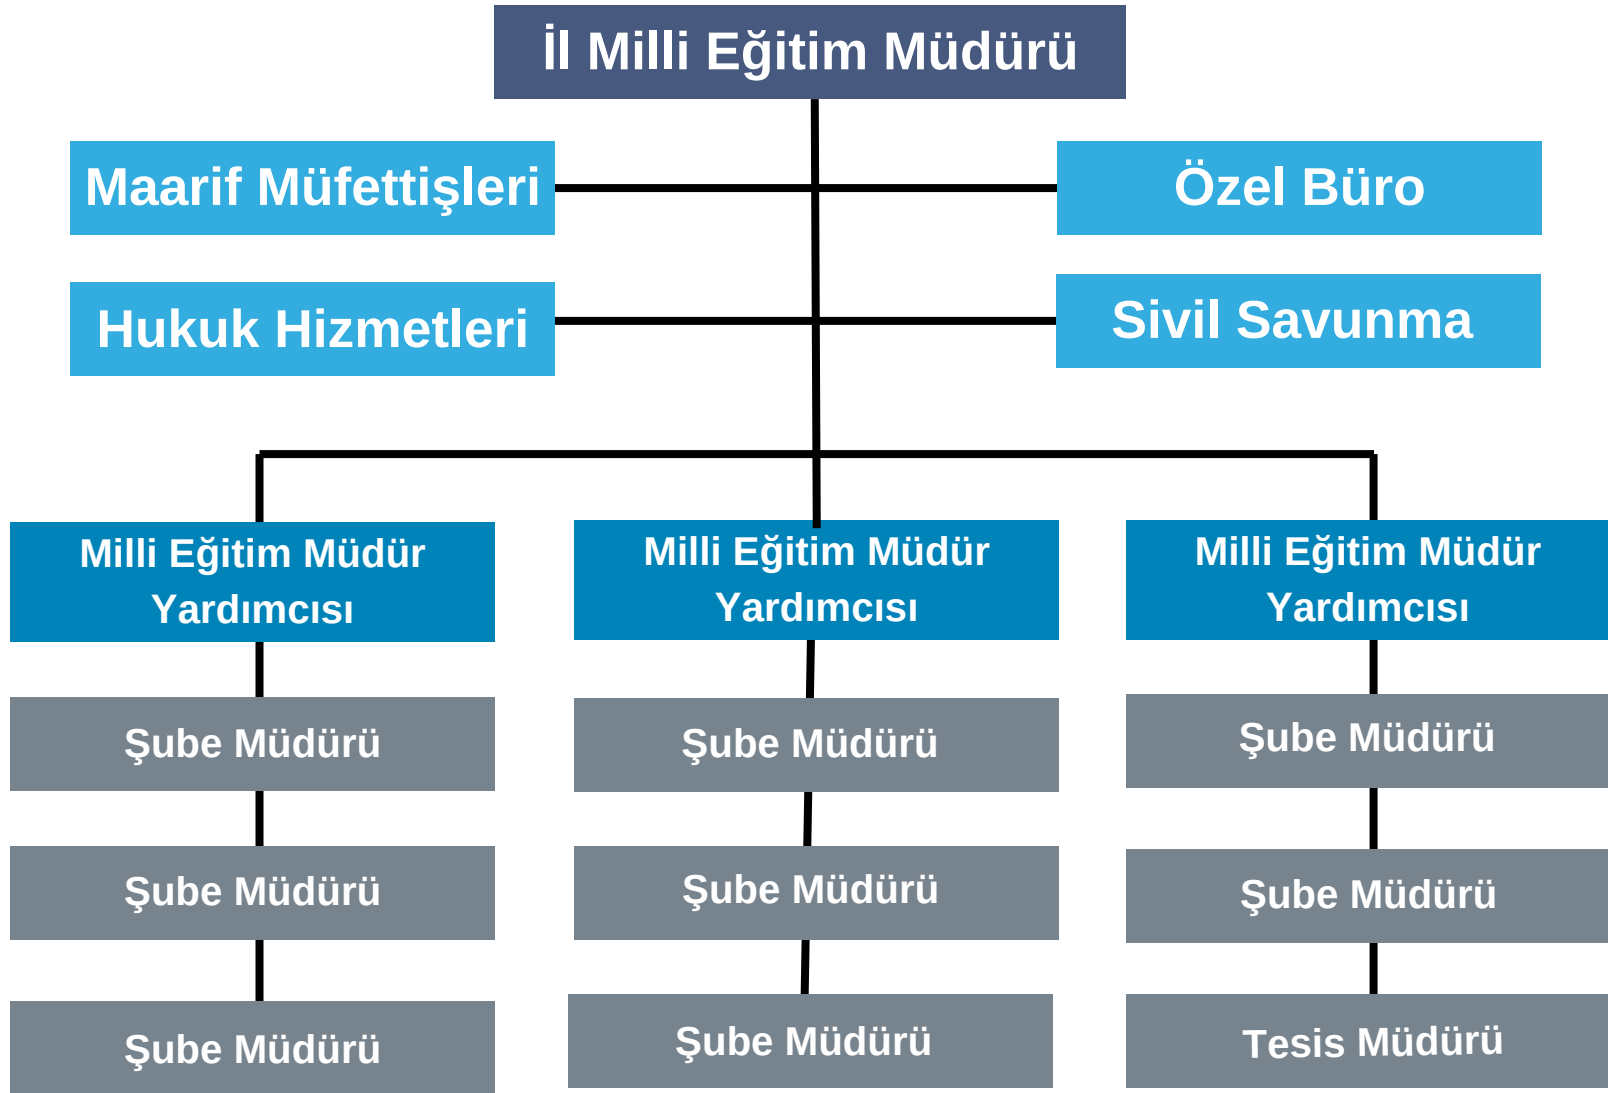 İl Milli Eğitim Müdürü
Maarif Müfettişleri
Özel Büro
Hukuk Hizmetleri
Sivil Savunma
Milli Eğitim Müdür
Yardımcısı
Milli Eğitim Müdür
Yardımcısı
Milli Eğitim Müdür
Yardımcısı
Şube Müdürü
Şube Müdürü
Şube Müdürü
Şube Müdürü
Şube Müdürü
Şube Müdürü
Şube Müdürü
Şube Müdürü
Tesis Müdürü